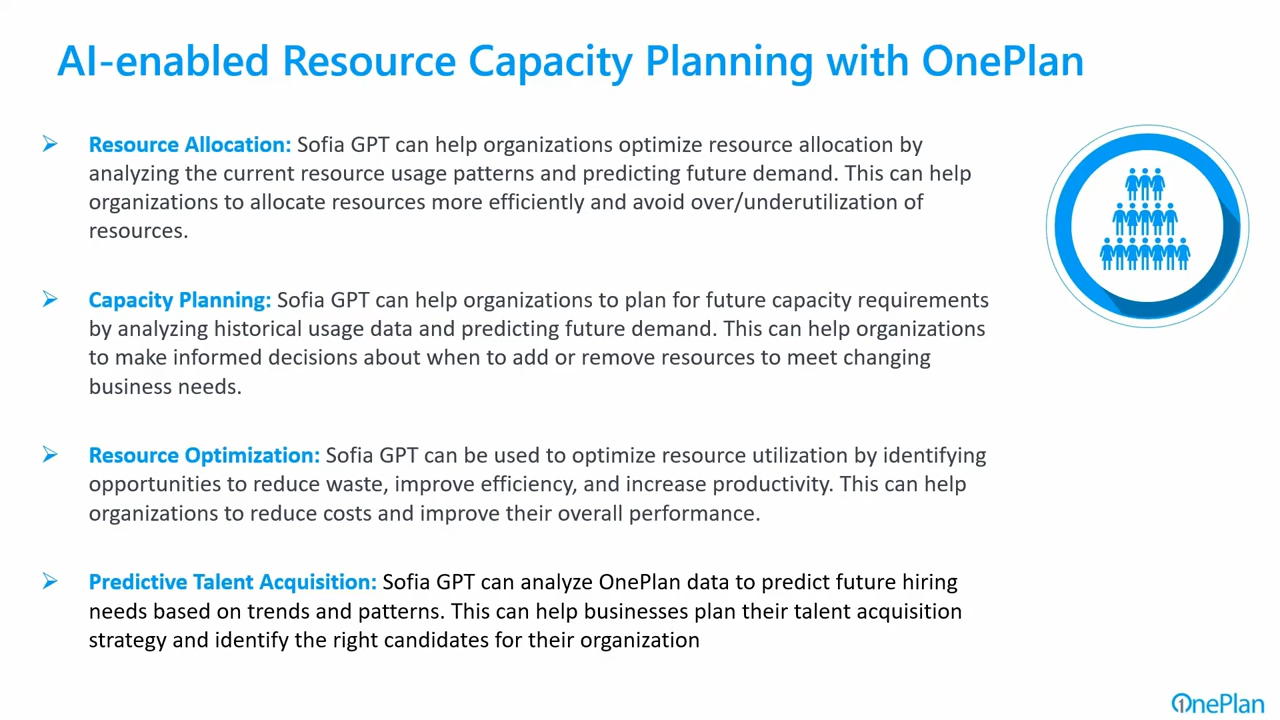 AI-enabled Resource Capacity Planning with OnePlan
Resource Allocation: Sofia GPT can help organizations optimize resource allocation by
analyzing the current resource usage patterns and predicting future demand. This can help
organizations to allocate resources more efficiently and avoid over/underutilization of
resources.
Capacity Planning: Sofia GPT can help organizations to plan for future capacity requirements
by analyzing historical usage data and predicting future demand. This can help organizations
to make informed decisions about when to add or remove resources to meet changing
business needs.
Resource Optimization: Sofia GPT can be used to optimize resource utilization by identifying
opportunities to reduce waste, improve efficiency, and increase productivity. This can help
organizations to reduce costs and improve their overall performance.
Predictive Talent Acquisition: Sofia GPT can analyze OnePlan data to predict future hiring
needs based on trends and patterns. This can help businesses plan their talent acquisition
strategy and identify the right candidates for their organization
OnePlan